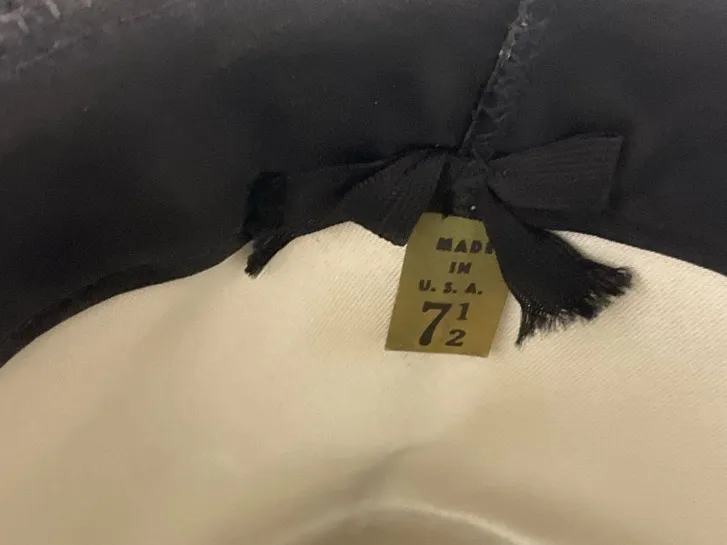 MADE
IN
U. S. A.
7 1/2